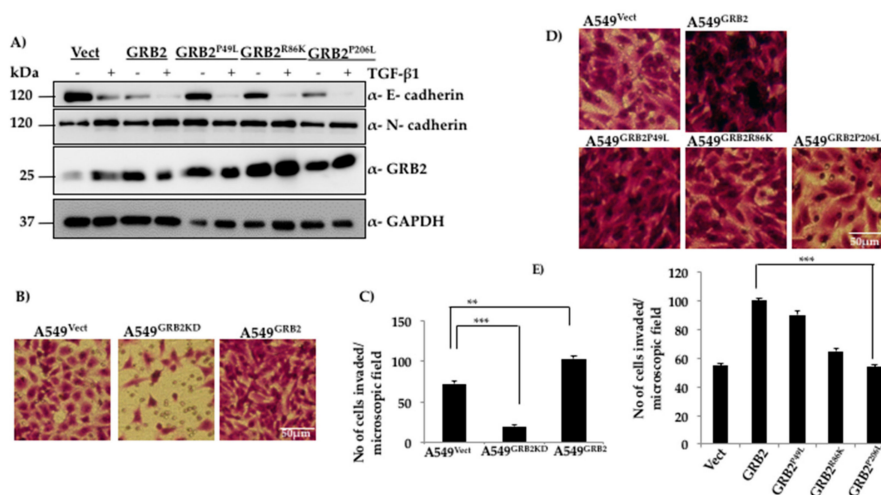 A)
Vect GRB2 GRB2P49L GRB2R86K GRB2P206L
kDa - + - + - + - + - + TGF-β1
120 α- E- cadherin
120 α- N- cadherin
25 α- GRB2
37 α- GAPDH
B)
A549Vect A549GRB2KD A549GRB2
50μm
C)
No of cells invaded/
microscopic field
150
100
50
0
**
***
A549Vect A549GRB2KD A549GRB2
D)
A549Vect A549GRB2
A549GRB2P49L A549GRB2R86K A549GRB2P206L
50μm
E)
No of cells invaded/
microscopic field
120
100
80
60
40
20
0
***
Vect GRB2 GRB2P49L GRB2R86K GRB2P206L